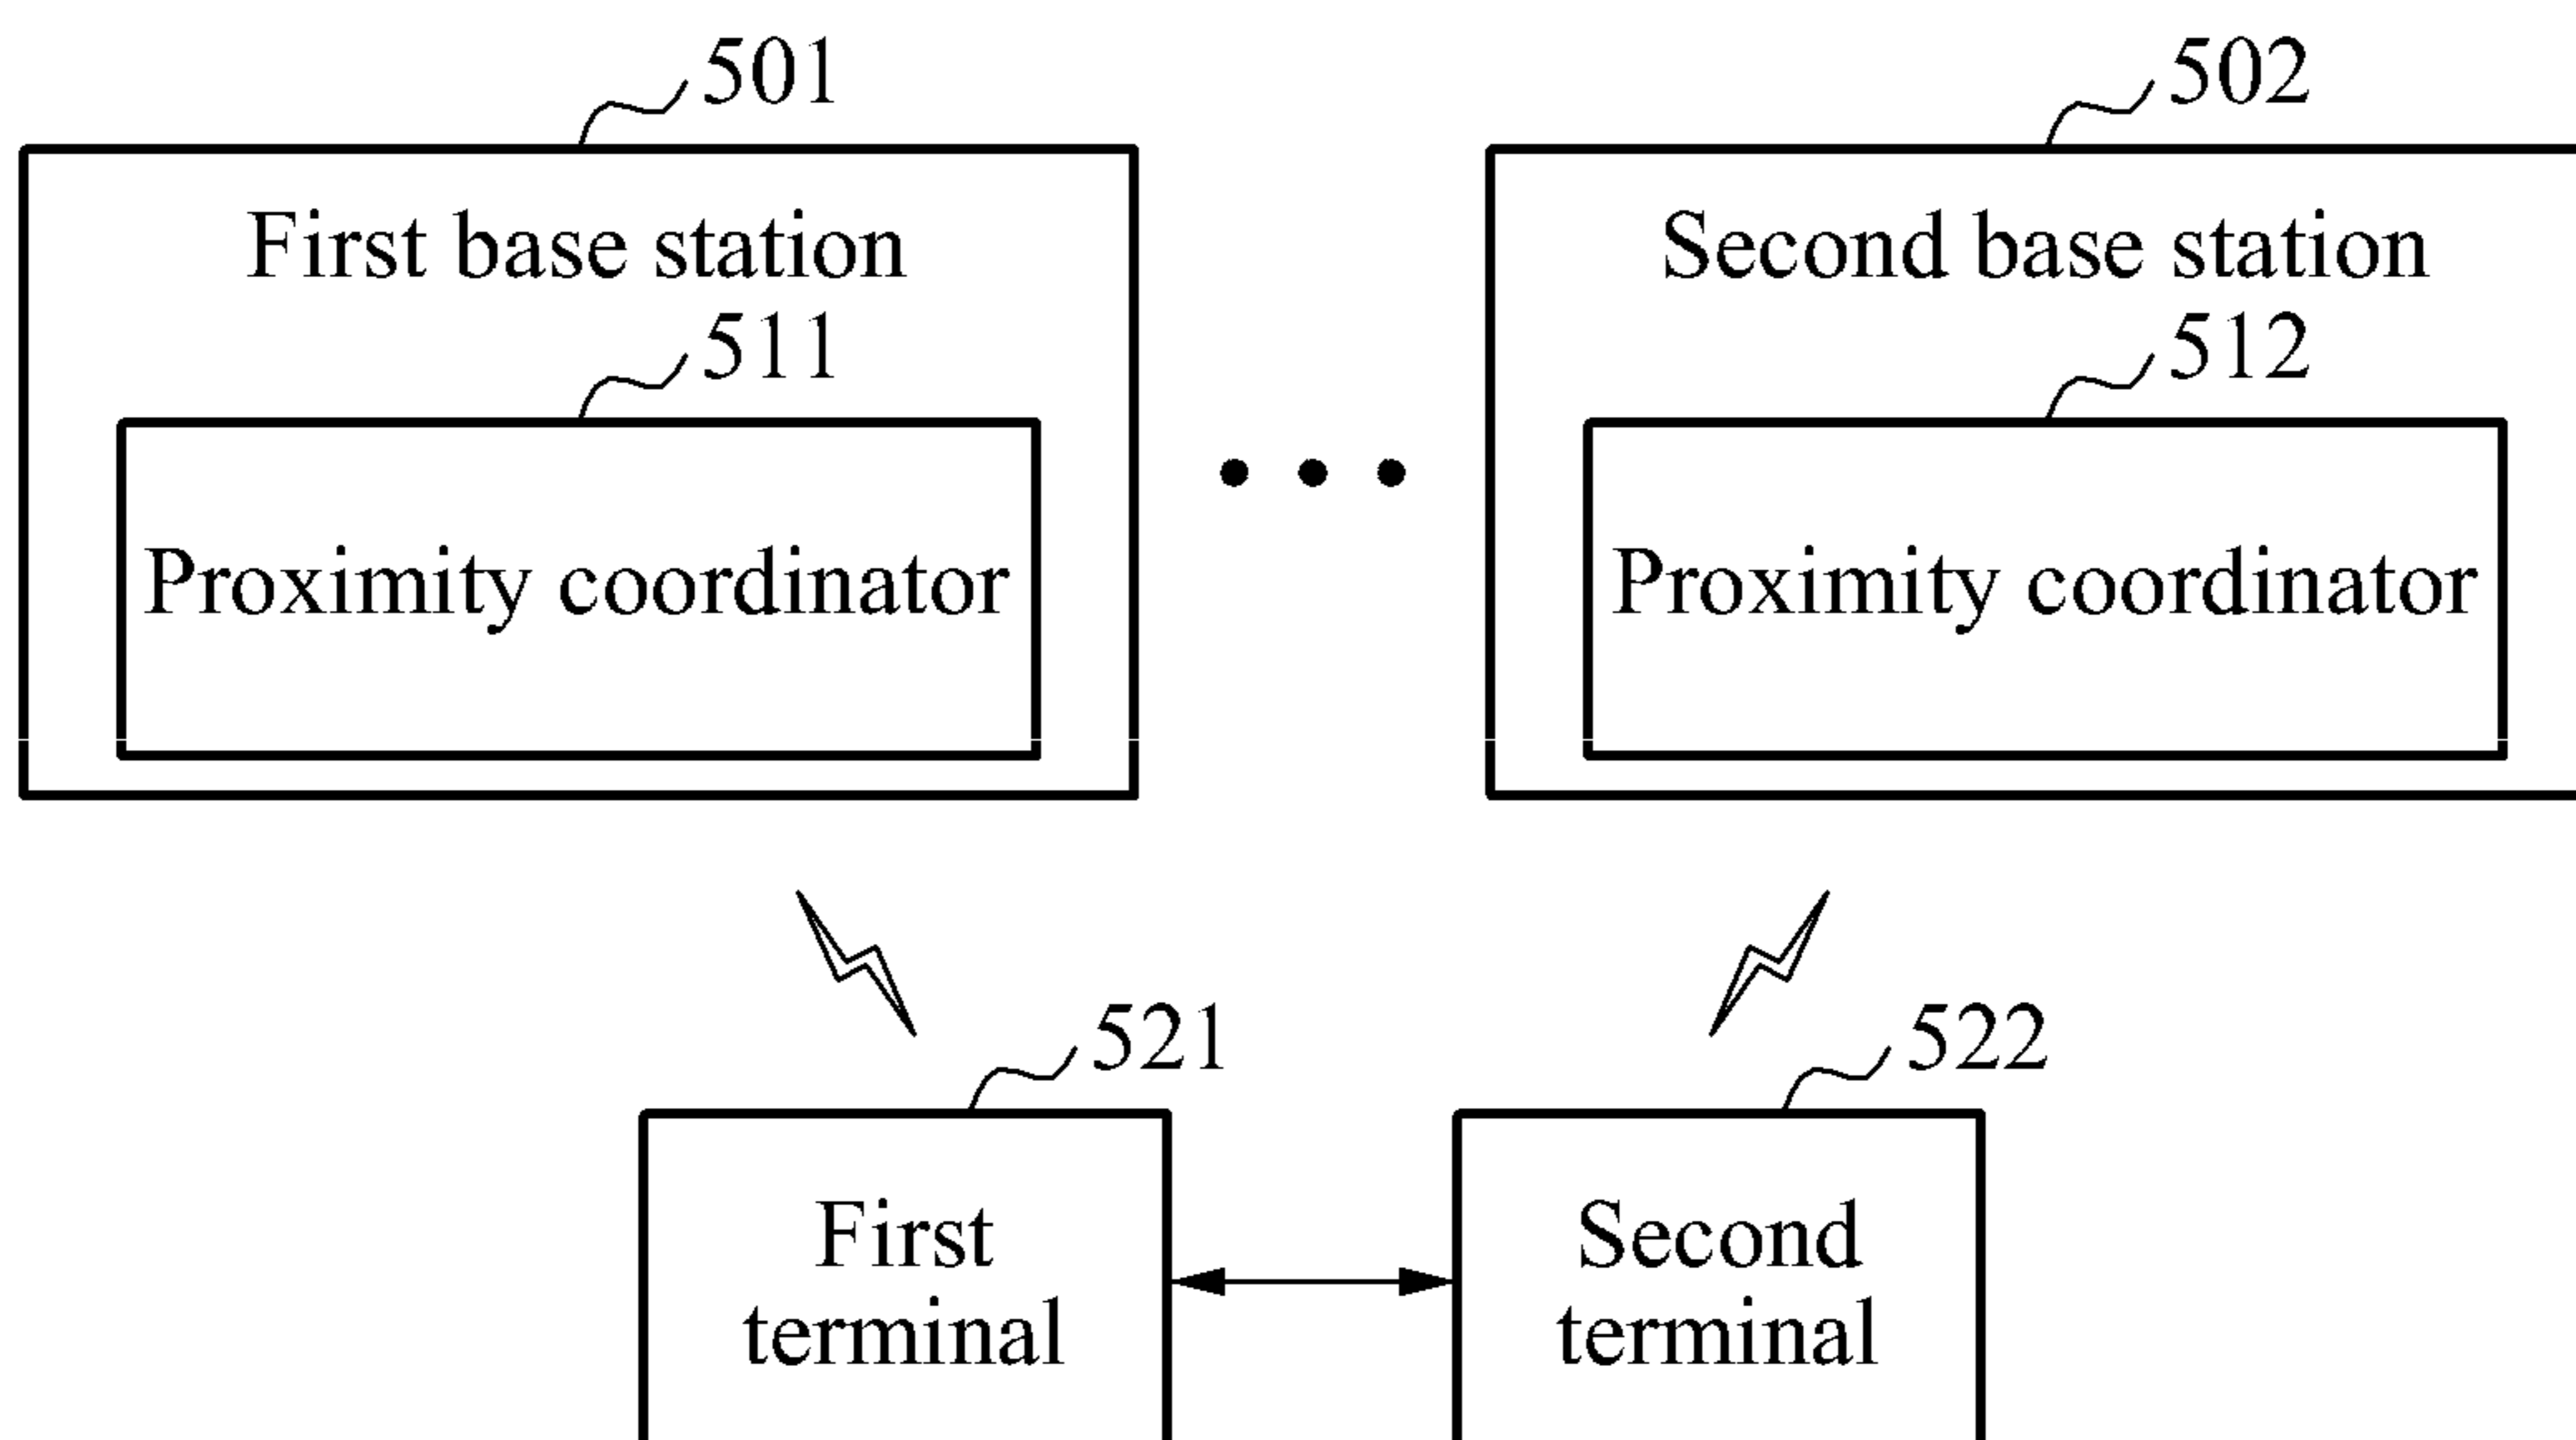 501
502
First base station
Second base station
511
512
Proximity coordinator
Proximity coordinator
521
522
First
terminal
Second
terminal